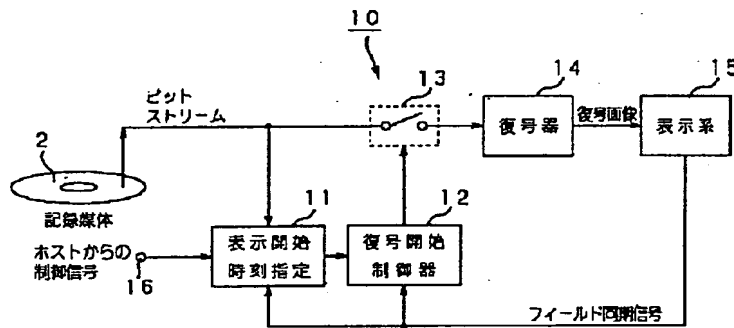 10
13
14
15
ビット
ストリーム
復号器
復号画像
表示系
2
記録媒体
11
12
ホストからの
制御信号
16
表示開始
時刻指定
復号開始
制御器
フィールド同期信号